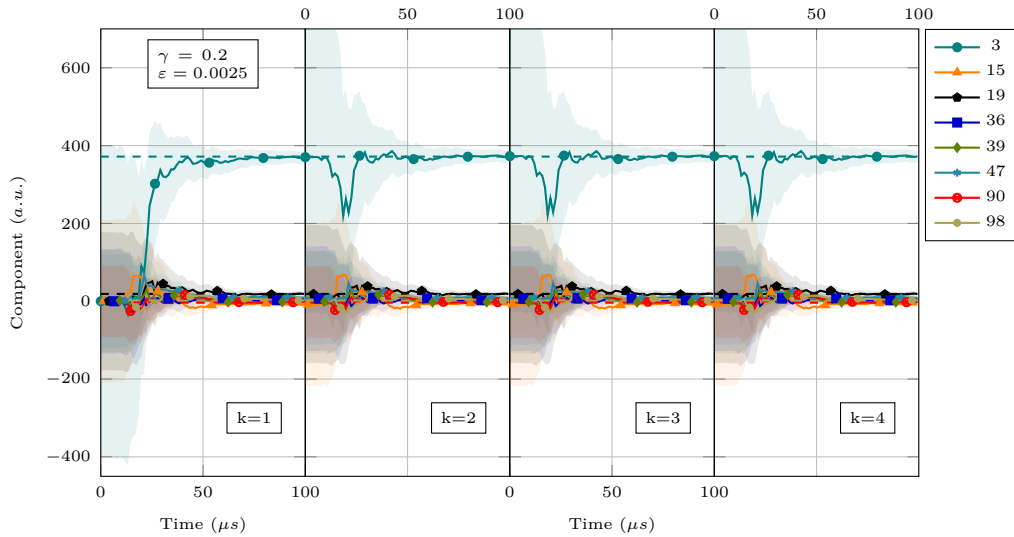 0 50 100 0 50 100
γ = 0.2
ε = 0.0025
600
400
200
0
−200
−400
Component (a.u.)
k=1
k=2
k=3
k=4
0 50 100 50 0 50 100 50
Time (μs)
Time (μs)
3
15
19
36
39
47
90
98